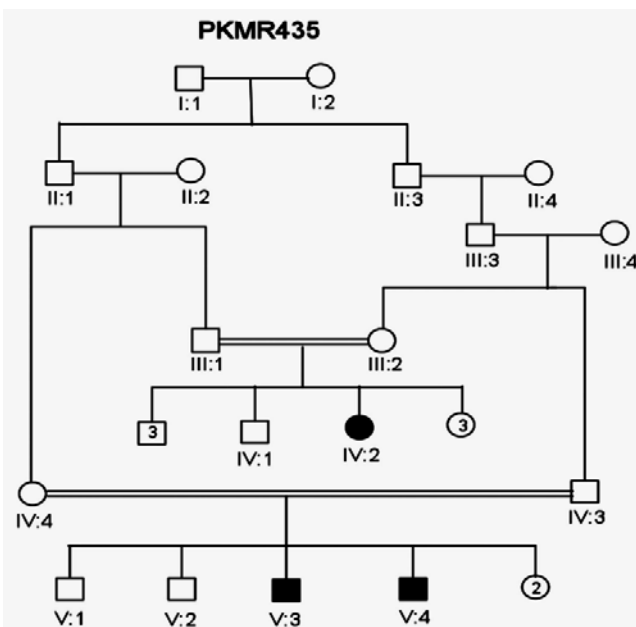 PKMR435
I:1 I:2
II:1 II:2 II:3 II:4
III:3 III:4
III:1 III:2
3 3
IV:1 IV:2
IV:4 IV:3
2
V:1 V:2 V:3 V:4